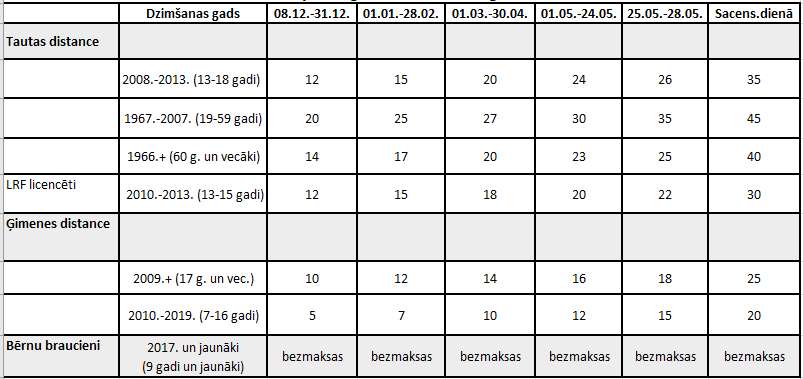 Dzimšanas gads 08.12.-31.12. 01.01.-28.02. 01.03.-30.04. 01.05.-24.05. 25.05.-28.05. Sacens.dienā
Tautas distance
2008.-2013. (13-18 gadi) 12 15 20 24 26 35
1967.-2007. (19-59 gadi) 20 25 27 30 35 45
1966.+ (60 g. un vecāki) 14 17 20 23 25 40
LRF licencēti 2010.-2013. (13-15 gadi) 12 15 18 20 22 30
Ģimenes distance
2009.+ (17 g. un vec.) 10 12 14 16 18 25
2010.-2019. (7-16 gadi) 5 7 10 12 15 20
Bērnu braucieni 2017. un jaunāki bezmaksas bezmaksas bezmaksas bezmaksas bezmaksas bezmaksas
(9 gadi un jaunāki)